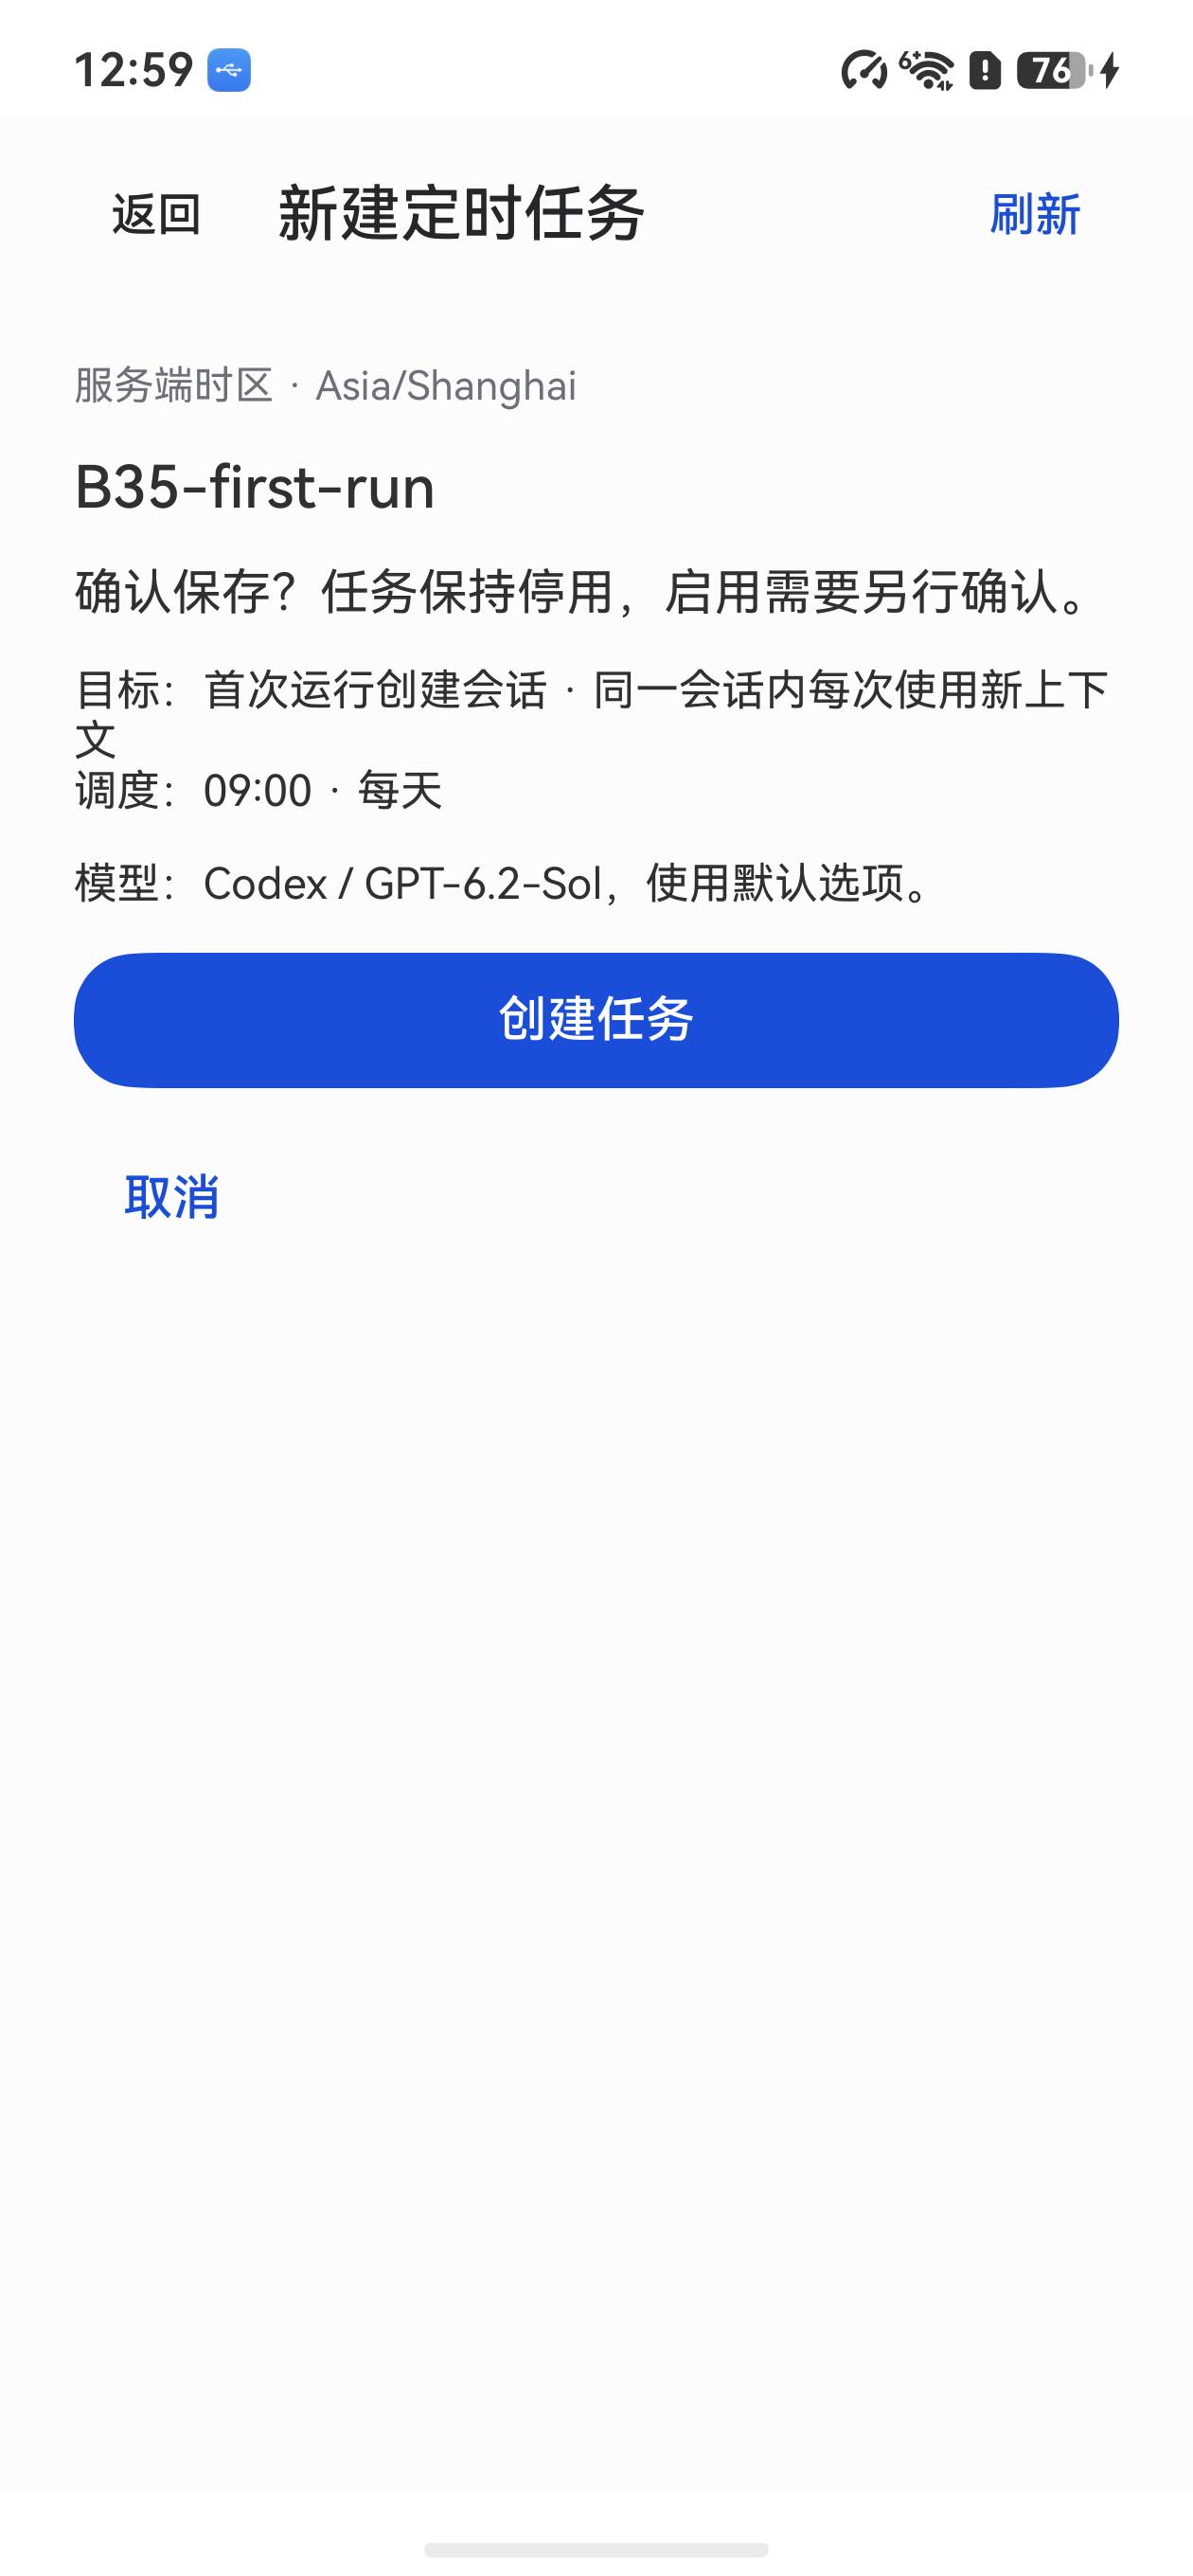 12:59
76
返回
新建定时任务
刷新
服务端时区 · Asia/Shanghai
B35-first-run
确认保存？任务保持停用，启用需要另行确认。
目标：首次运行创建会话 · 同一会话内每次使用新上下
文
调度：09:00 · 每天
模型：Codex / GPT-6.2-Sol，使用默认选项。
创建任务
取消